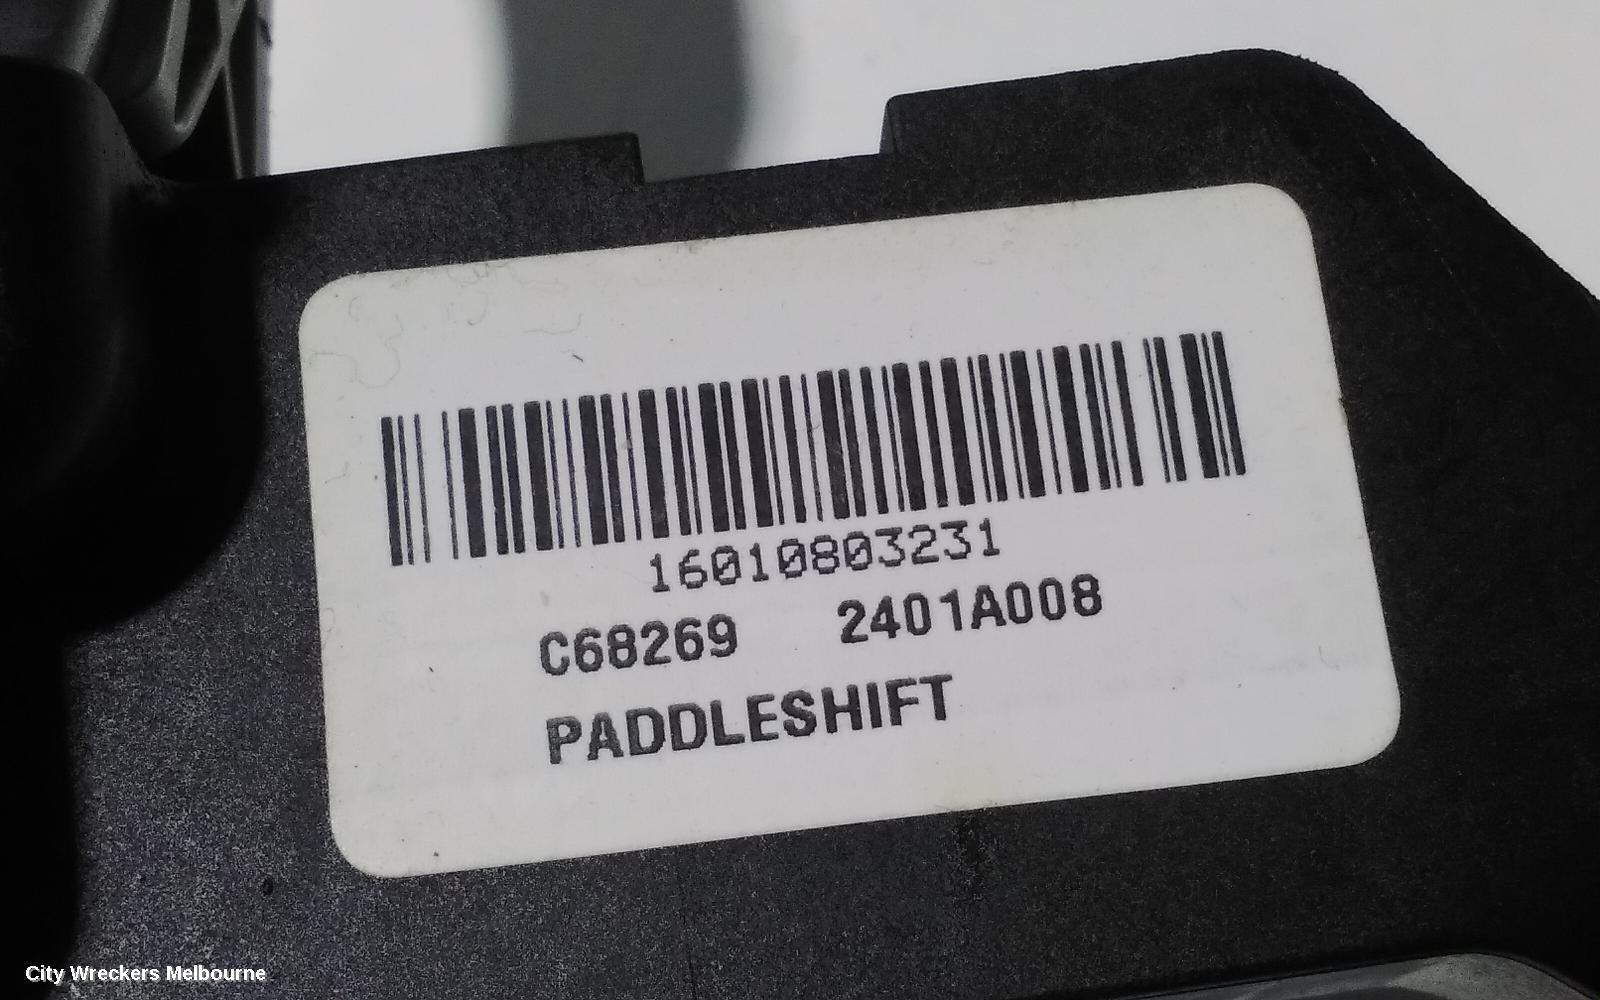 16010803231
C68269 2401A008
PADDLESHIFT
City Wreckers Melbourne